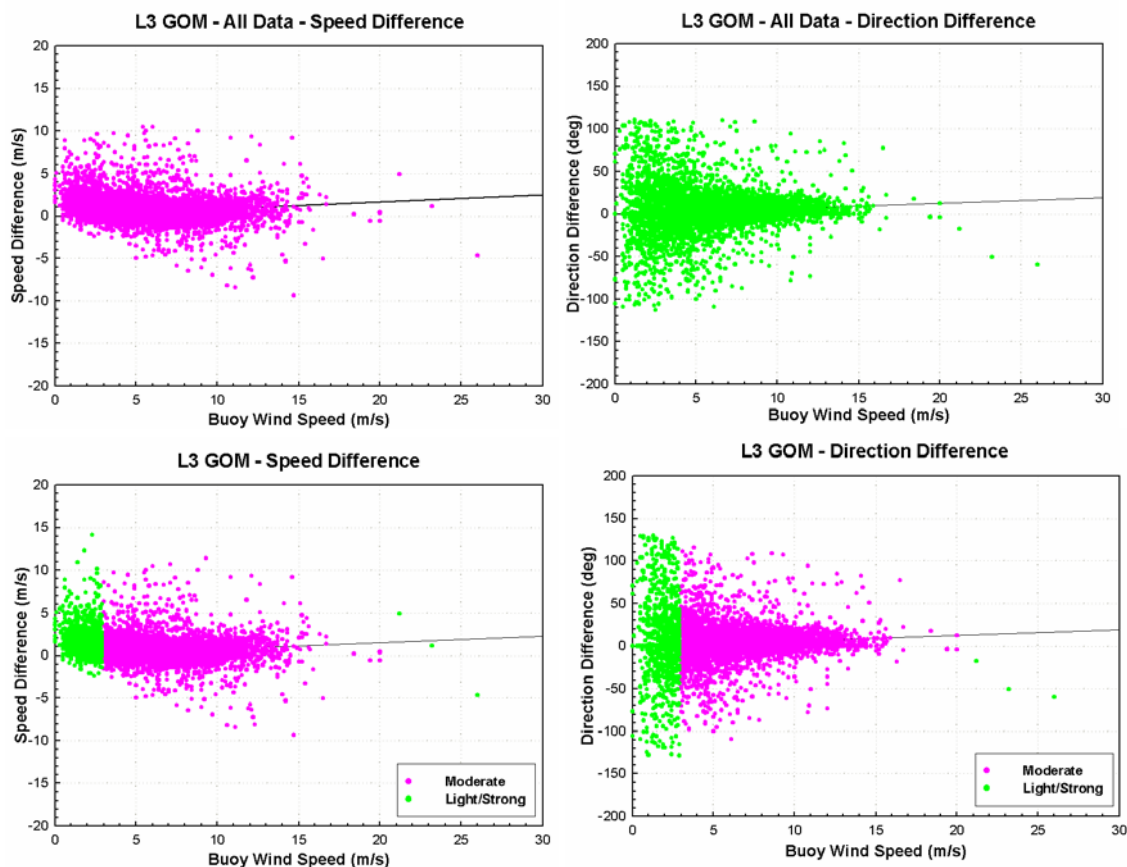 L3 GOM - All Data - Speed Difference
20
15
10
5
0
-5
-10
-15
-20
Speed Difference (m/s)
0 5 10 15 20 25 30
Buoy Wind Speed (m/s)
L3 GOM - All Data - Direction Difference
200
150
100
50
0
-50
-100
-150
-200
Direction Difference (deg)
0 5 10 15 20 25 30
Buoy Wind Speed (m/s)
L3 GOM - Speed Difference
20
15
10
5
0
-5
-10
-15
-20
Speed Difference (m/s)
Moderate
Light/Strong
0 5 10 15 20 25 30
Buoy Wind Speed (m/s)
L3 GOM - Direction Difference
200
150
100
50
0
-50
-100
-150
-200
Direction Difference (deg)
Moderate
Light/Strong
0 5 10 15 20 25 30
Buoy Wind Speed (m/s)